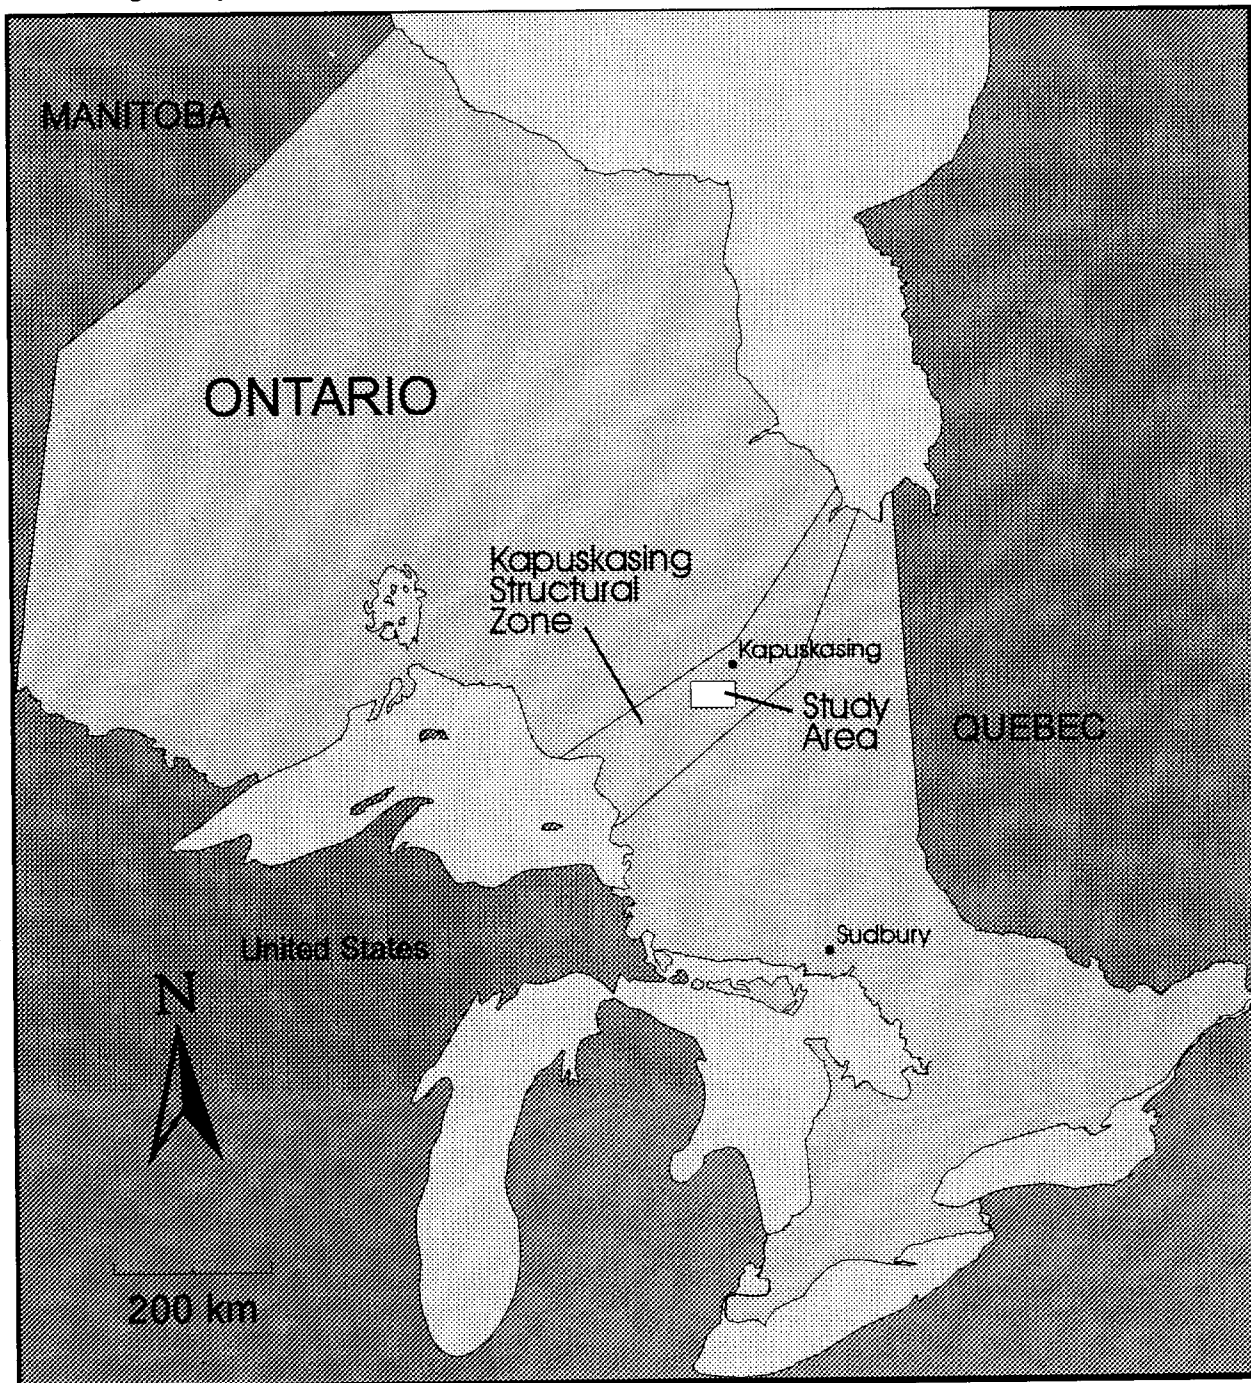 MANITOBA
ONTARIO
Kapuskasing
Structural
Zone
Kapuskasing
Study
Area
QUEBEC
Sudbury
United States
N
200 km